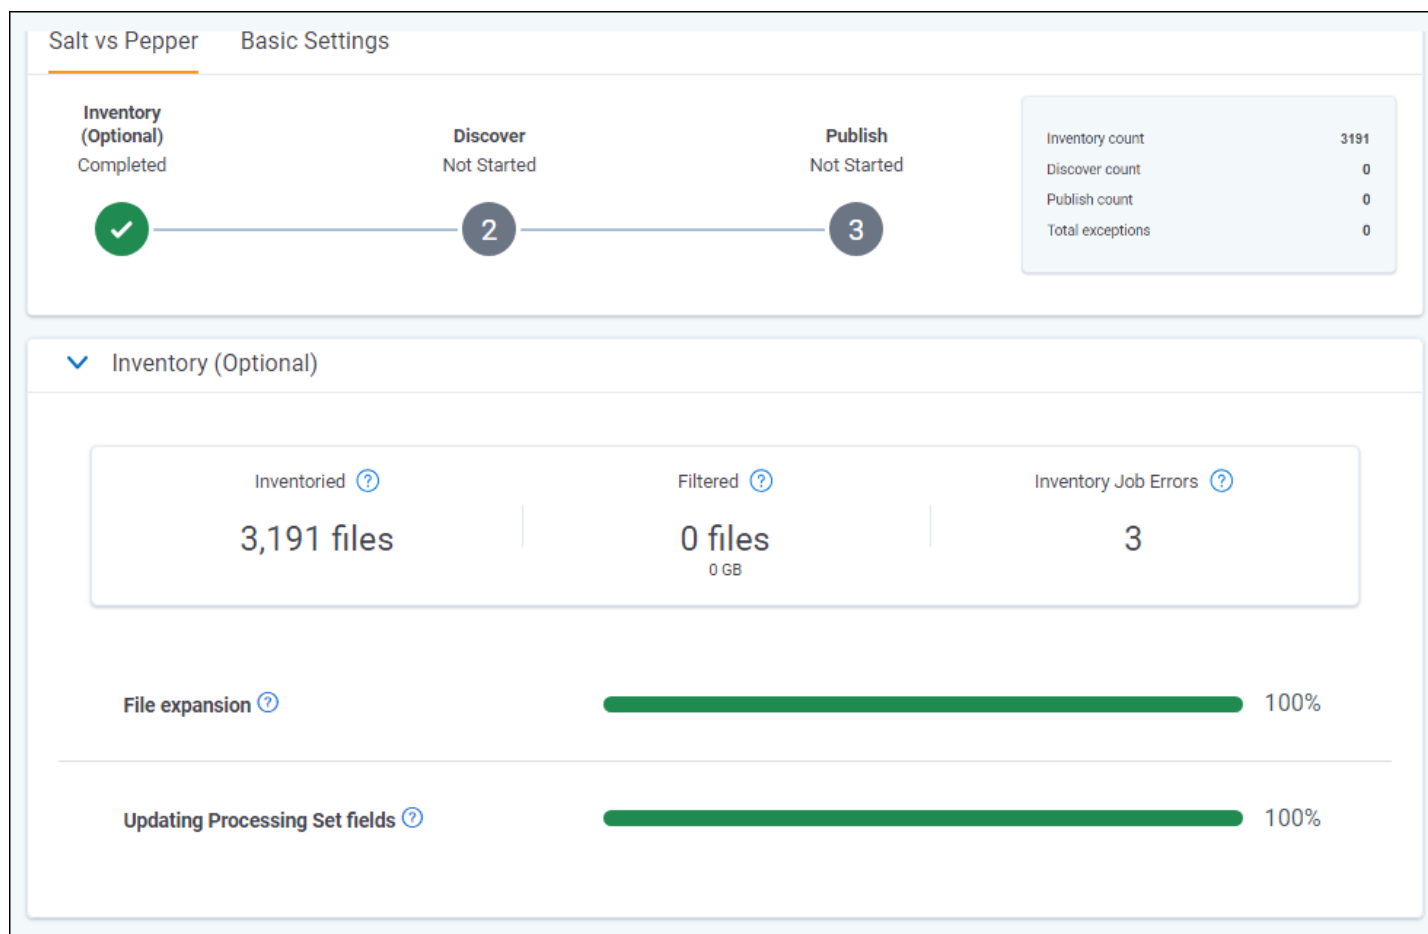 Salt vs Pepper Basic Settings
Inventory
(Optional)
Completed
Discover
Not Started
Publish
Not Started
2
3
Inventory count 3191
Discover count 0
Publish count 0
Total exceptions 0
Inventory (Optional)
Inventoried ? Filtered ? Inventory Job Errors ?
3,191 files 0 files 3
0 GB
File expansion ? 100%
Updating Processing Set fields ? 100%